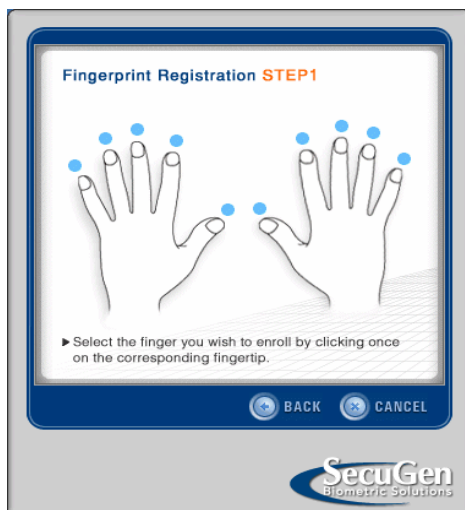 Fingerprint Registration STEP1
Select the finger you wish to enroll by clicking once
on the corresponding fingertip.
BACK CANCEL
SecuGen
Biometric Solutions